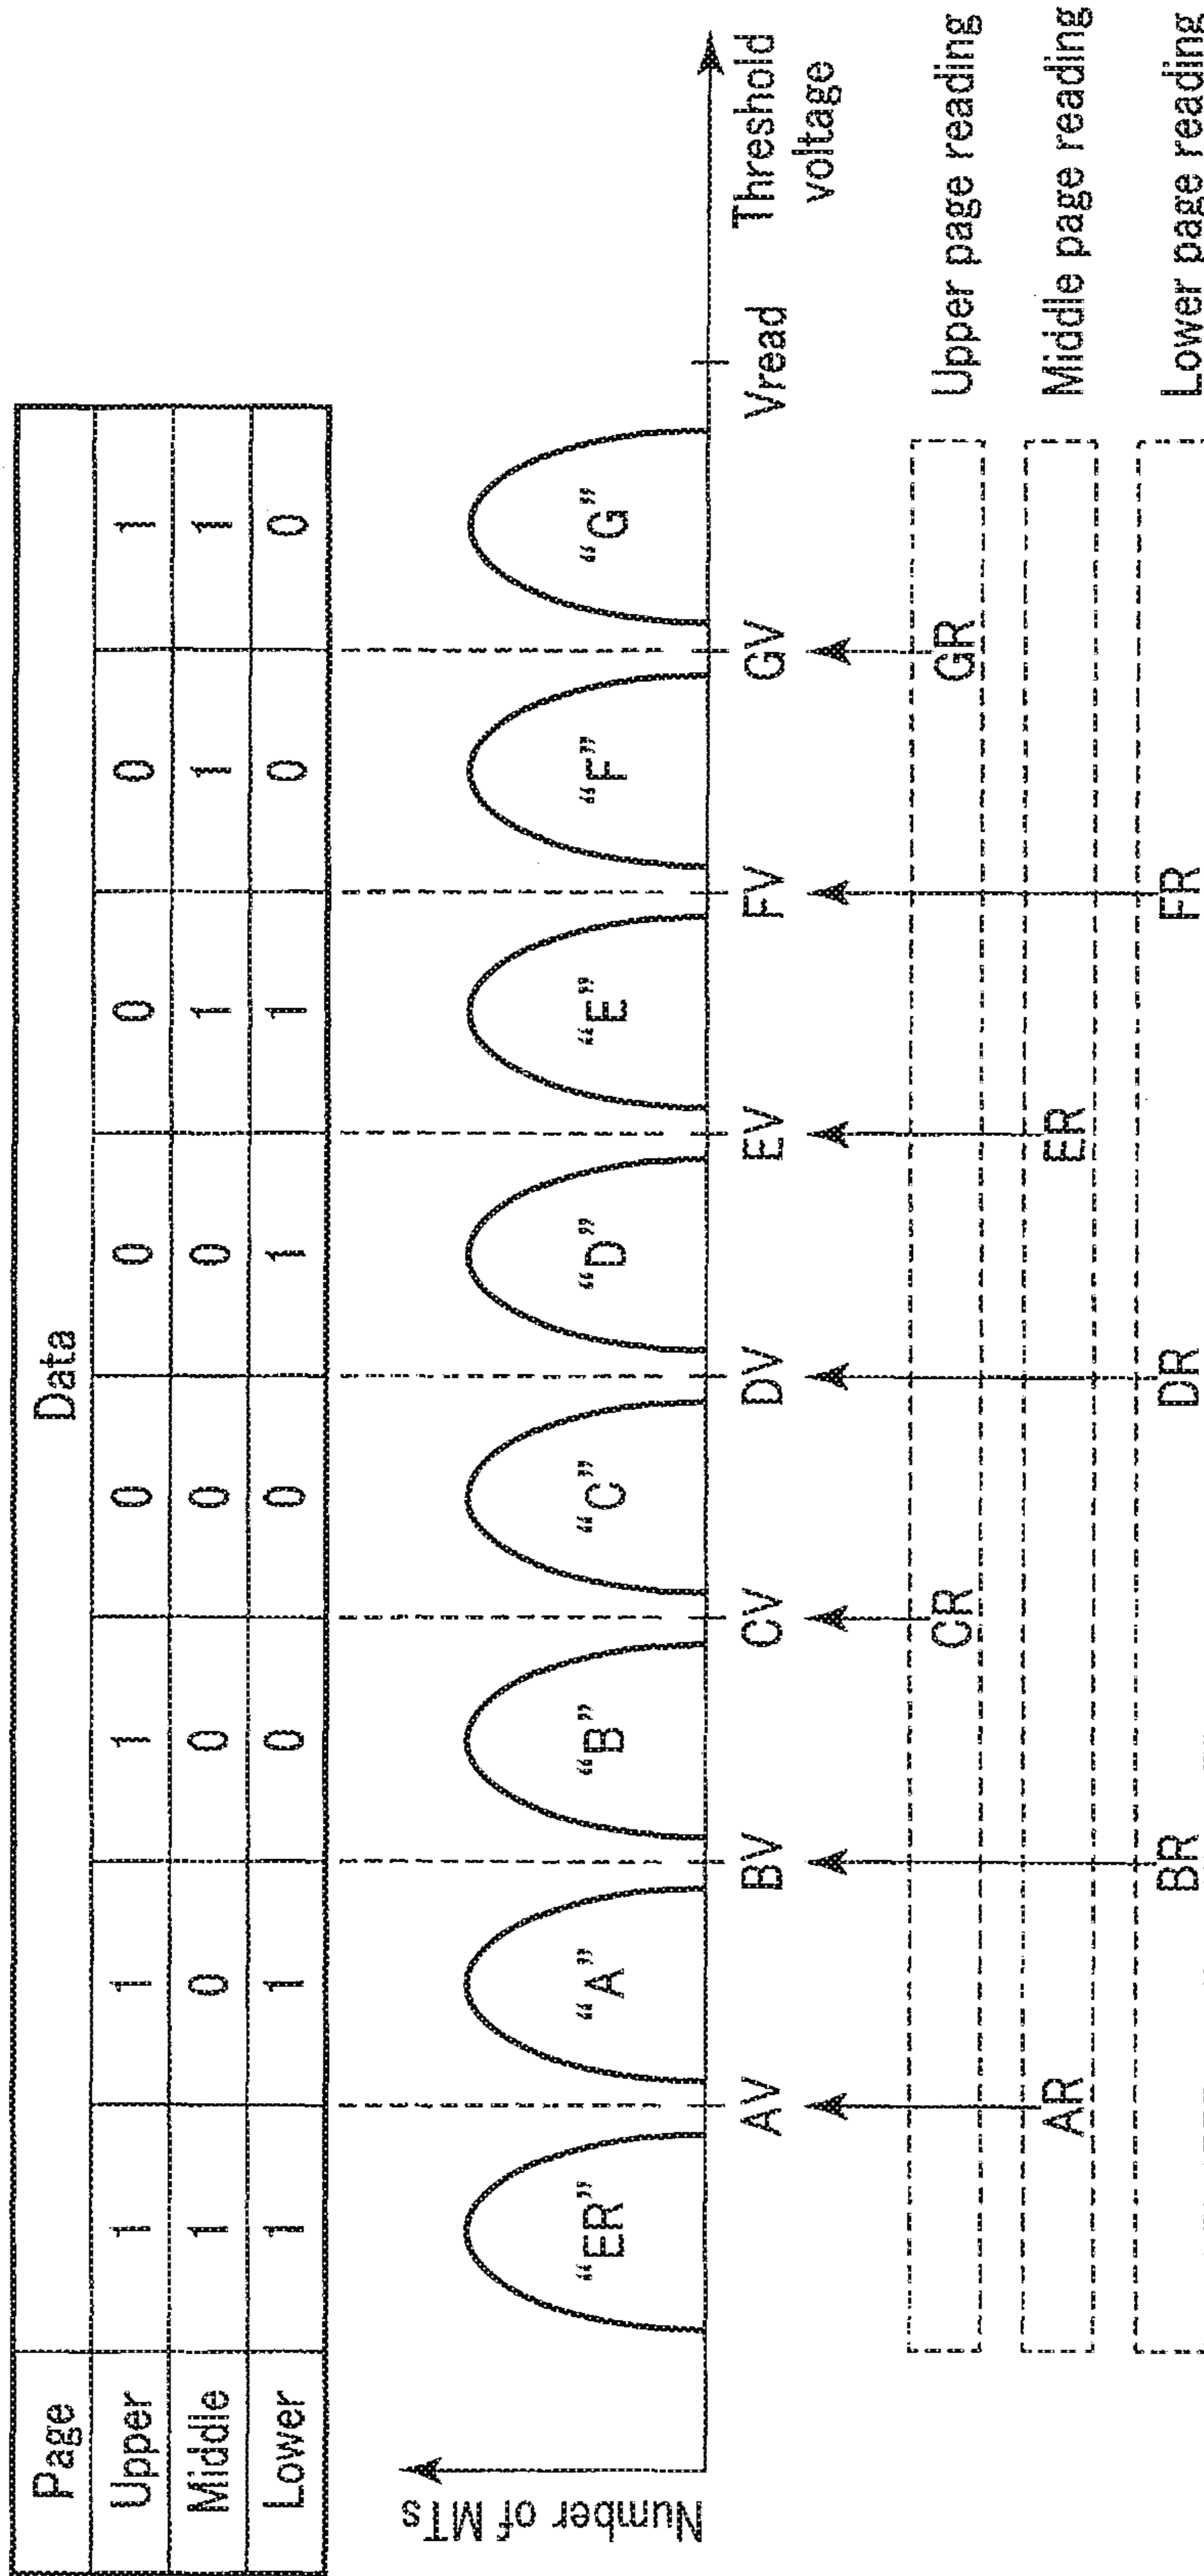 Page Data
Upper 1 1 1 0 0 0 0 1
Middle 1 0 0 0 0 1 1 1
Lower 1 1 0 0 1 1 0 0
Number of MTs
“ER” “A” “B” “C” “D” “E” “F” “G”
AV BV CV DV EV FV GV Vread Threshold
voltage
CR GR Upper page reading
AR ER Middle page reading
BR DR FR Lower page reading